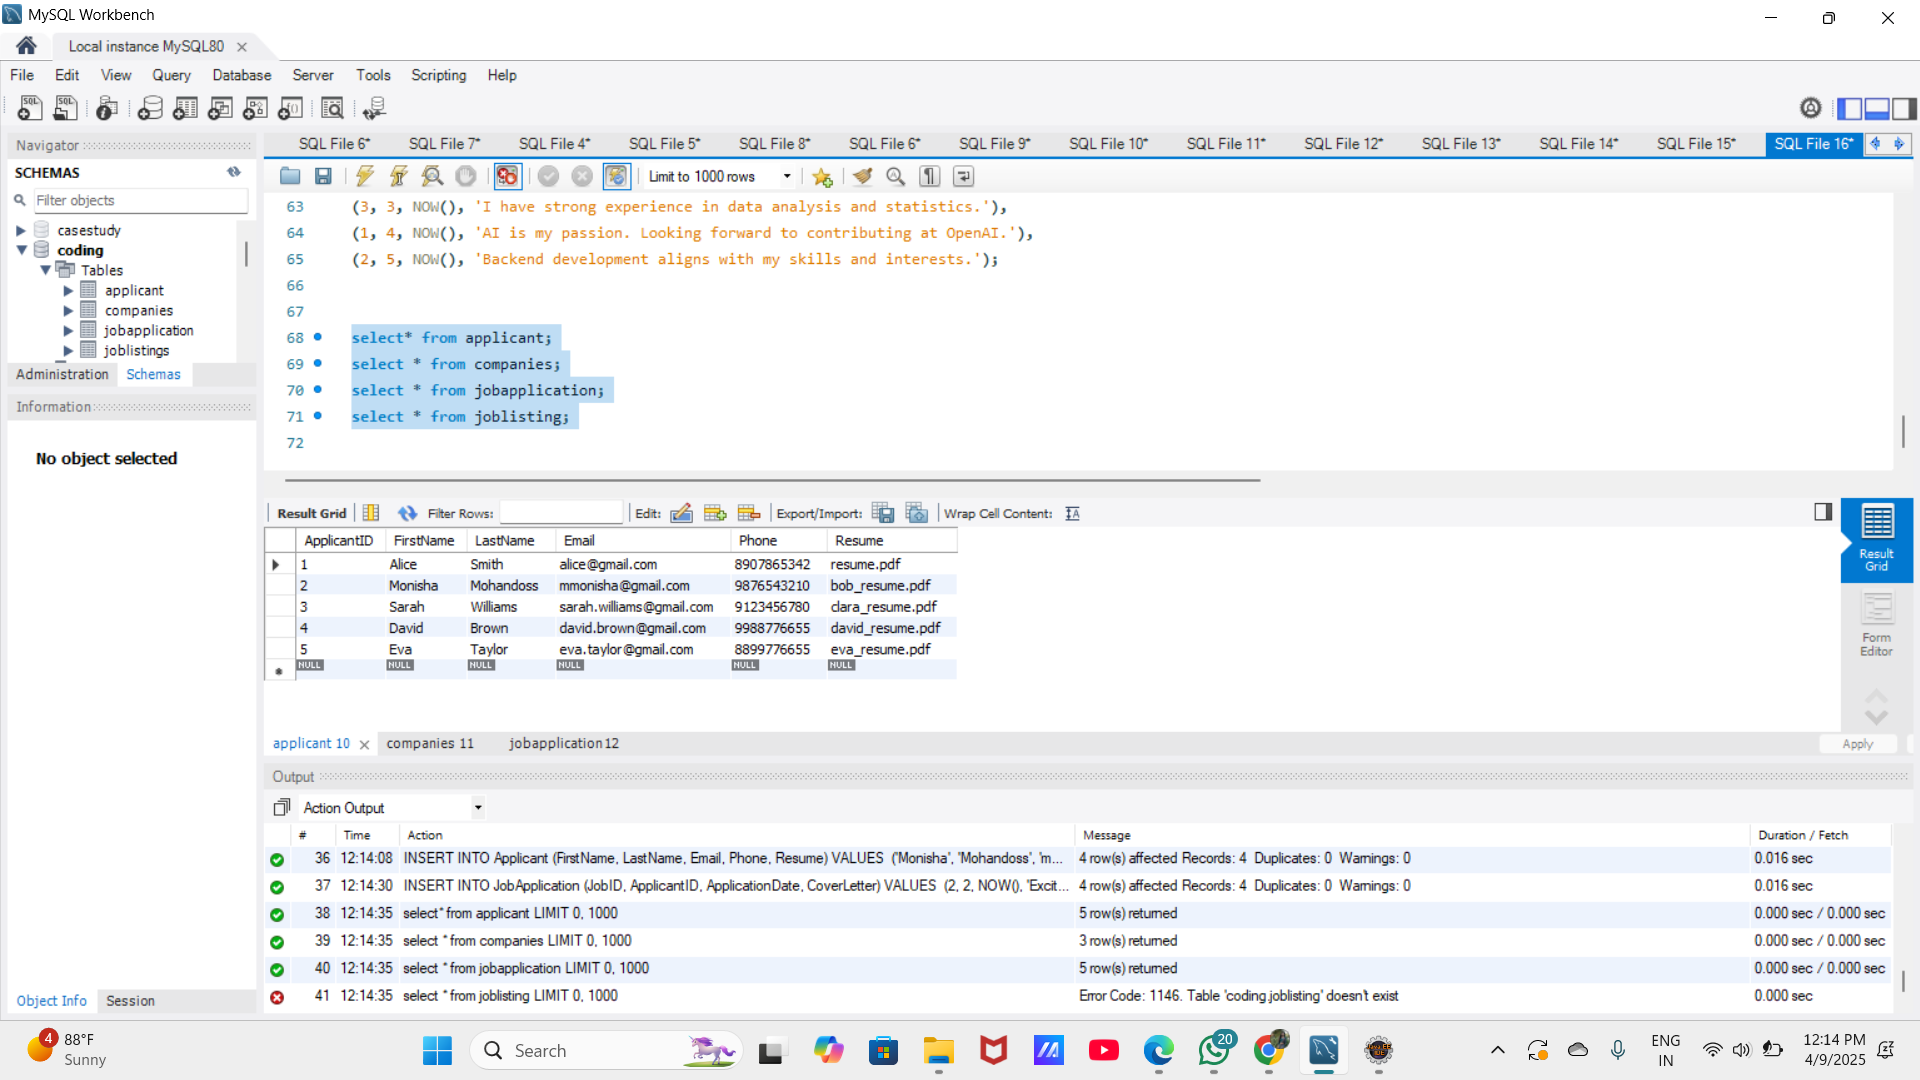 MySQL Workbench
Local instance MySQL80
File Edit View Query Database Server Tools Scripting Help
Navigator
SCHEMAS
Filter objects
casestudy
coding
Tables
applicant
companies
jobapplication
joblistings
Administration Schemas
Information
No object selected
Object Info Session
SQL File 6* SQL File 7* SQL File 4* SQL File 5* SQL File 8* SQL File 6* SQL File 9* SQL File 10* SQL File 11* SQL File 12* SQL File 13* SQL File 14* SQL File 15* SQL File 16*
Limit to 1000 rows
63 (3, 3, NOW(), 'I have strong experience in data analysis and statistics.'),
64 (1, 4, NOW(), 'AI is my passion. Looking forward to contributing at OpenAI.'),
65 (2, 5, NOW(), 'Backend development aligns with my skills and interests.');
66
67
68 select* from applicant;
69 select * from companies;
70 select * from jobapplication;
71 select * from joblisting;
72
Result Grid Filter Rows: Edit: Export/Import: Wrap Cell Content:
ApplicantID FirstName LastName Email Phone Resume
1 Alice Smith alice@gmail.com 8907865342 resume.pdf
2 Monisha Mohandoss mmonisha@gmail.com 9876543210 bob_resume.pdf
3 Sarah Williams sarah.williams@gmail.com 9123456780 clara_resume.pdf
4 David Brown david.brown@gmail.com 9988776655 david_resume.pdf
5 Eva Taylor eva.taylor@gmail.com 8899776655 eva_resume.pdf
NULL NULL NULL NULL NULL NULL
Result Grid
Form Editor
applicant 10 companies 11 jobapplication 12
Apply
Output
Action Output
# Time Action Message Duration / Fetch
36 12:14:08 INSERT INTO Applicant (FirstName, LastName, Email, Phone, Resume) VALUES ('Monisha', 'Mohandoss', 'm... 4 row(s) affected Records: 4 Duplicates: 0 Warnings: 0 0.016 sec
37 12:14:30 INSERT INTO JobApplication (JobID, ApplicantID, ApplicationDate, CoverLetter) VALUES (2, 2, NOW(), 'Excit... 4 row(s) affected Records: 4 Duplicates: 0 Warnings: 0 0.016 sec
38 12:14:35 select* from applicant LIMIT 0, 1000 5 row(s) returned 0.000 sec / 0.000 sec
39 12:14:35 select * from companies LIMIT 0, 1000 3 row(s) returned 0.000 sec / 0.000 sec
40 12:14:35 select * from jobapplication LIMIT 0, 1000 5 row(s) returned 0.000 sec / 0.000 sec
41 12:14:35 select * from joblisting LIMIT 0, 1000 Error Code: 1146. Table 'coding.joblisting' doesn't exist 0.000 sec
4
88°F
Sunny
Search
20
ENG
IN
12:14 PM
4/9/2025